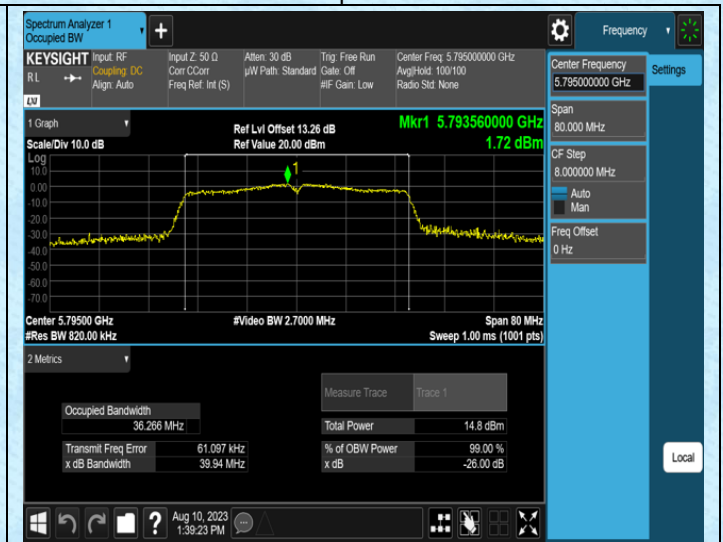 Spectrum Analyzer 1
Occupied BW
Frequency
KEYSIGHT
Input: RF
Input Z: 50 Ω
Atten: 30 dB
Trig: Free Run
Center Freq: 5.795000000 GHz
RL
Coupling: DC
Corr CCorr
µW Path: Standard
Gate: Off
Avg|Hold: 100/100
Align: Auto
Freq Ref: Int (S)
#IF Gain: Low
Radio Std: None
LXI
Center Frequency
5.795000000 GHz
Settings
Span
80.000 MHz
CF Step
8.000000 MHz
Auto
Man
Freq Offset
0 Hz
1 Graph
Ref Lvl Offset 13.26 dB
Mkr1 5.793560000 GHz
Scale/Div 10.0 dB
Ref Value 20.00 dBm
1.72 dBm
Log
10.0
1
0.00
-10.0
-20.0
-30.0
-40.0
-50.0
-60.0
-70.0
Center 5.79500 GHz
#Video BW 2.7000 MHz
Span 80 MHz
#Res BW 820.00 kHz
Sweep 1.00 ms (1001 pts)
2 Metrics
Measure Trace
Trace 1
Occupied Bandwidth
36.266 MHz
Total Power
14.8 dBm
Transmit Freq Error
61.097 kHz
% of OBW Power
99.00 %
x dB Bandwidth
39.94 MHz
x dB
-26.00 dB
Local
?
Aug 10, 2023
1:39:23 PM